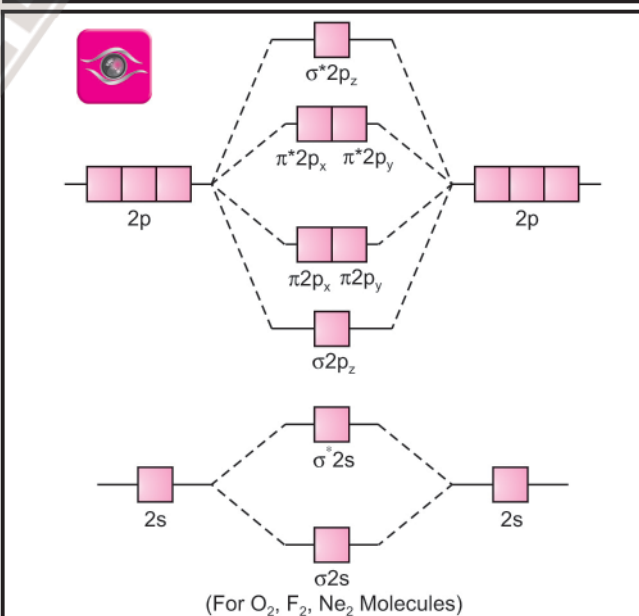 σ*2pz
π*2px π*2py
2p 2p
π2px π2py
σ2pz
σ*2s
2s 2s
σ2s
(For O2, F2, Ne2 Molecules)